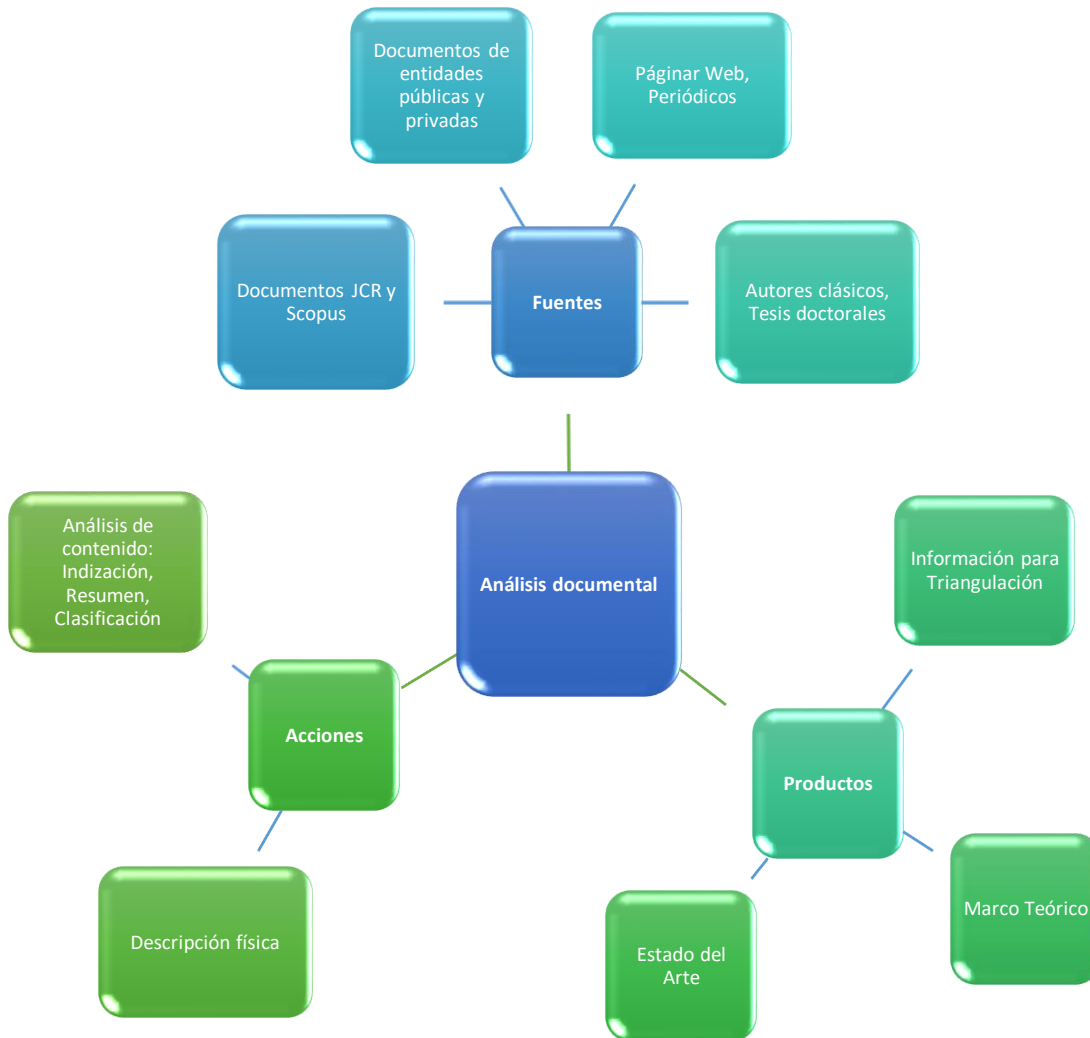 Documentos de
entidades
públicas y
privadas
Páginar Web,
Periódicos
Documentos JCR y
Scopus
Fuentes
Autores clásicos,
Tesis doctorales
Análisis de
contenido:
Indización,
Resumen,
Clasificación
Análisis documental
Información para
Triangulación
Acciones
Productos
Descripción física
Estado del
Arte
Marco Teórico